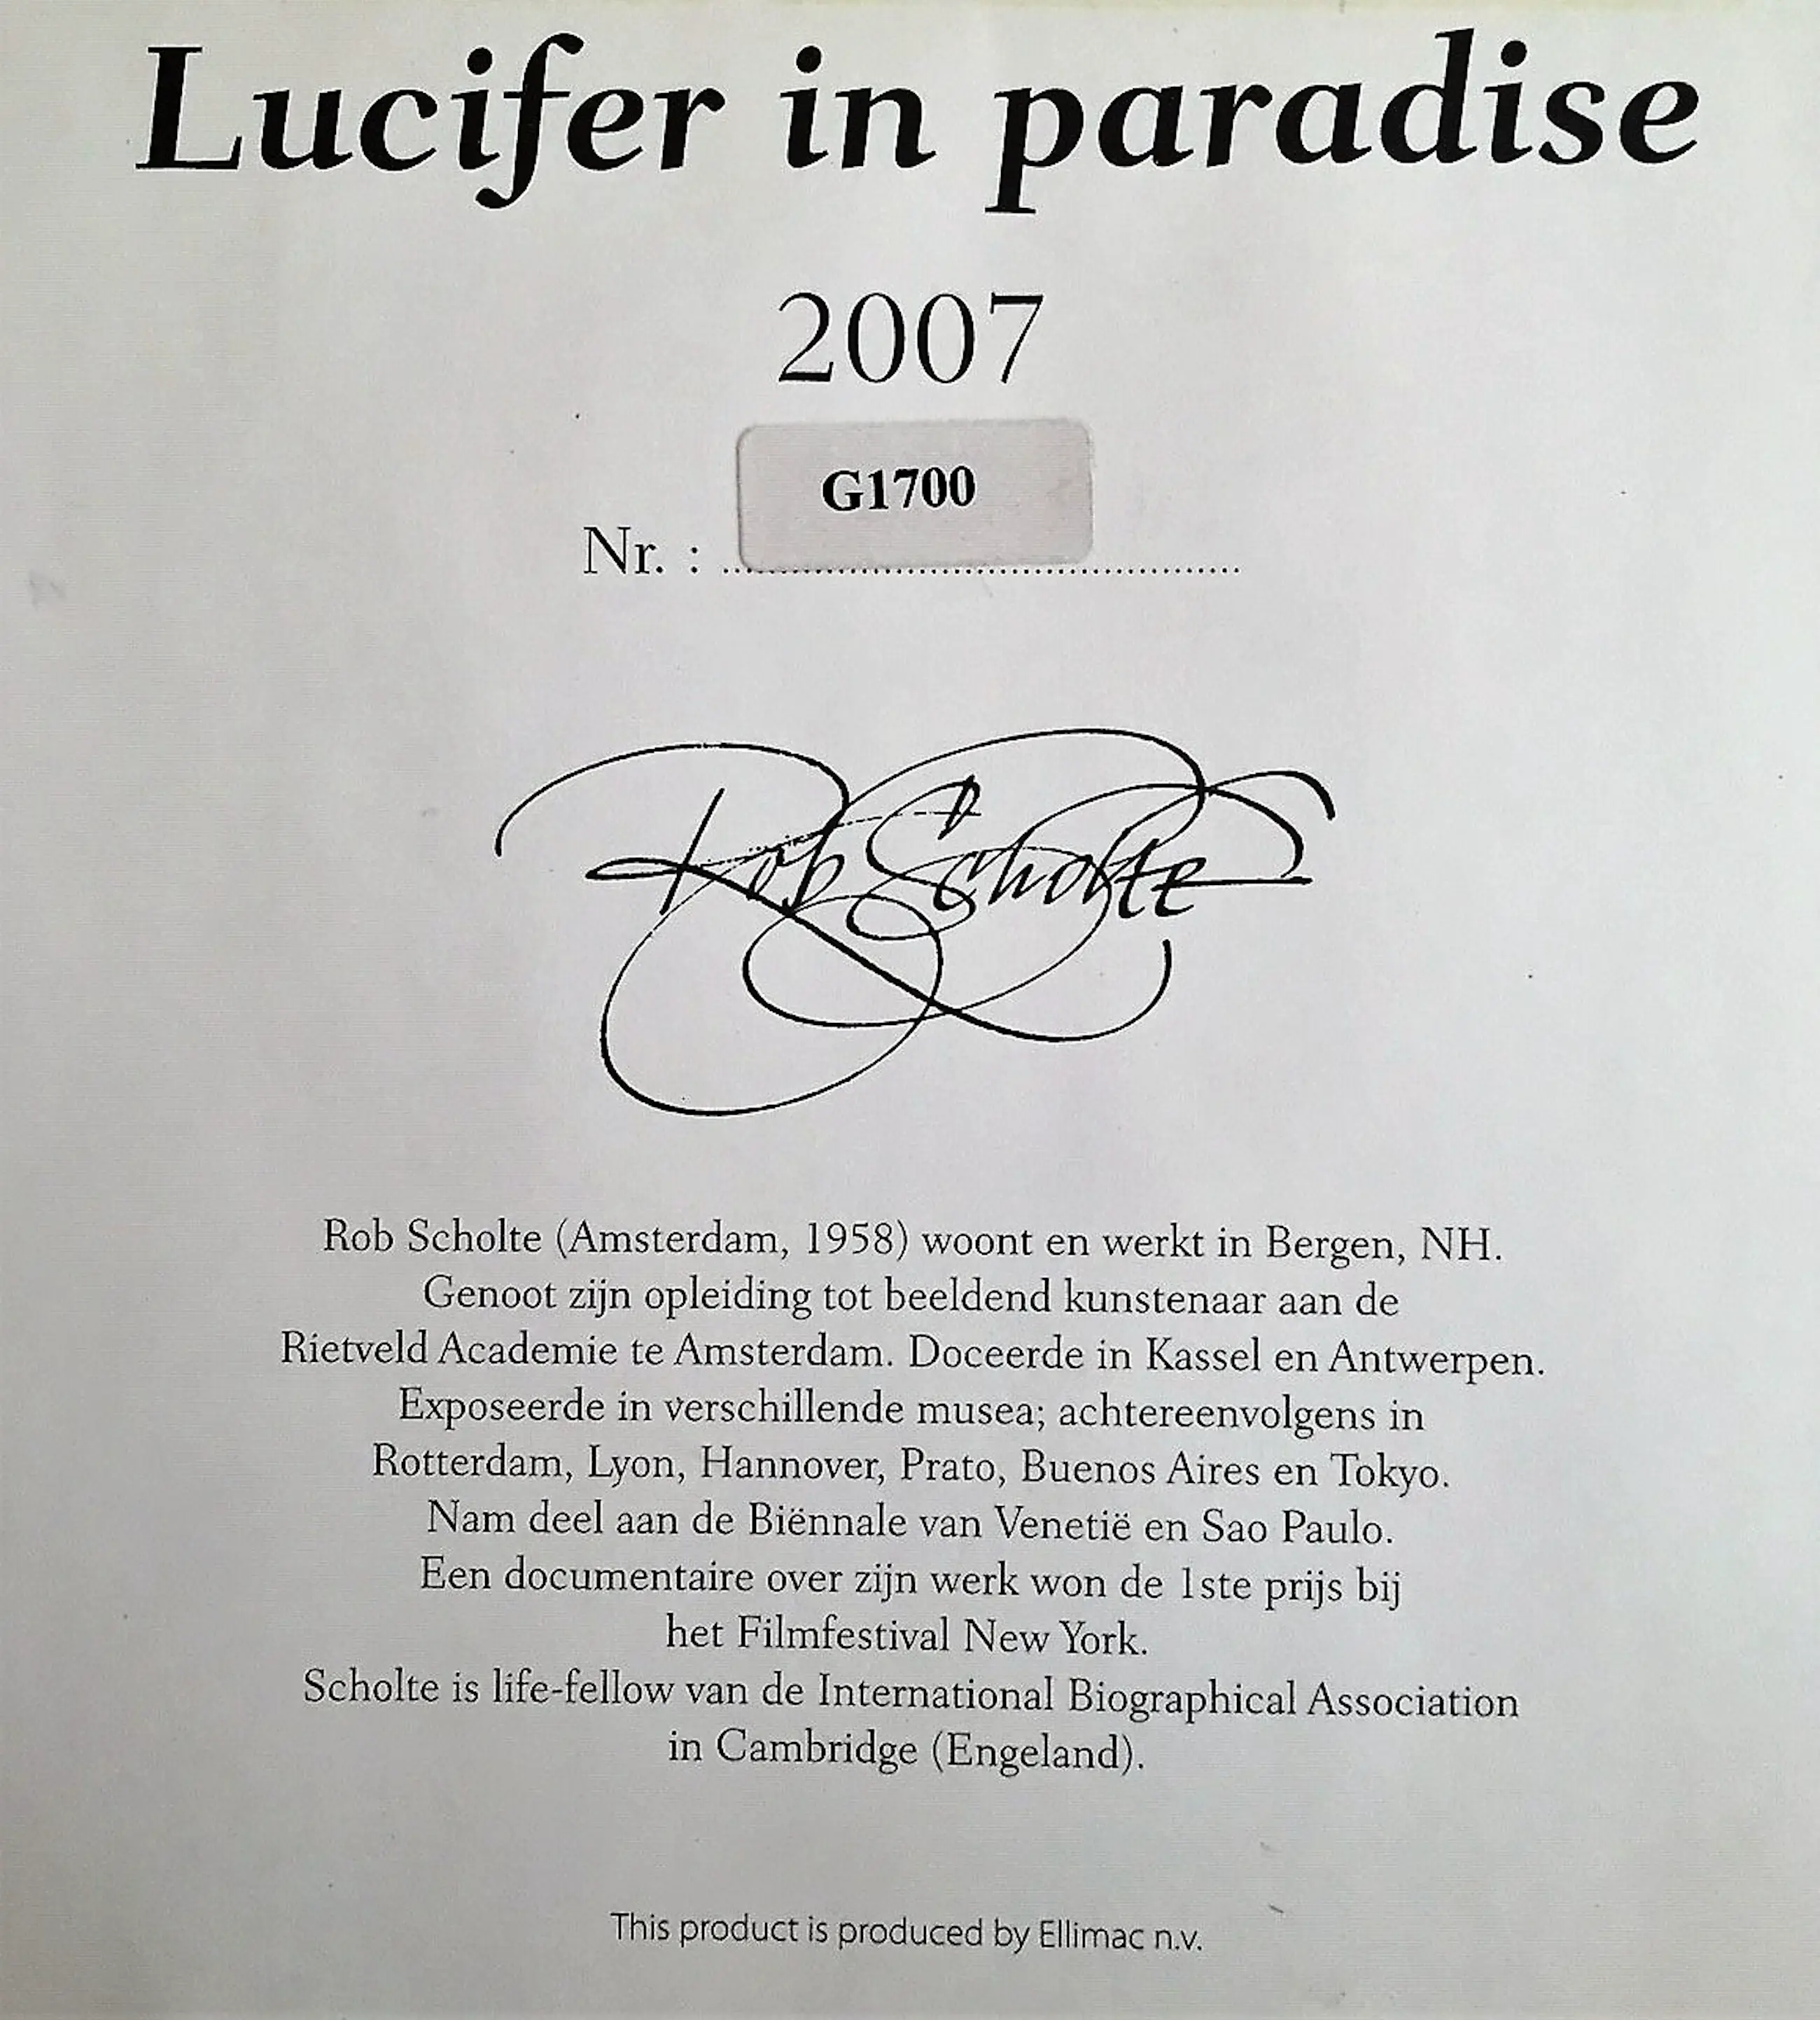 Lucifer in paradise
2007
G1700
Nr. : ........................................................
Rob Scholte
Rob Scholte (Amsterdam, 1958) woont en werkt in Bergen, NH.
Genoot zijn opleiding tot beeldend kunstenaar aan de
Rietveld Academie te Amsterdam. Doceerde in Kassel en Antwerpen.
Exposeerde in verschillende musea; achtereenvolgens in
Rotterdam, Lyon, Hannover, Prato, Buenos Aires en Tokyo.
Nam deel aan de Biënnale van Venetië en Sao Paulo.
Een documentaire over zijn werk won de 1ste prijs bij
het Filmfestival New York.
Scholte is life-fellow van de International Biographical Association
in Cambridge (Engeland).
This product is produced by Ellimac n.v.